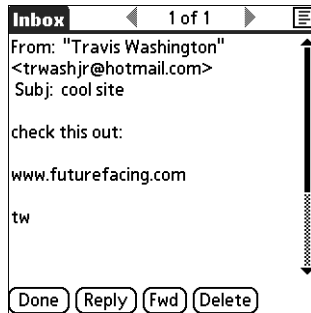 Inbox 1 of 1
From: "Travis Washington"
<trwashjr@hotmail.com>
Subj: cool site
check this out:
www.futurefacing.com
tw
Done Reply Fwd Delete